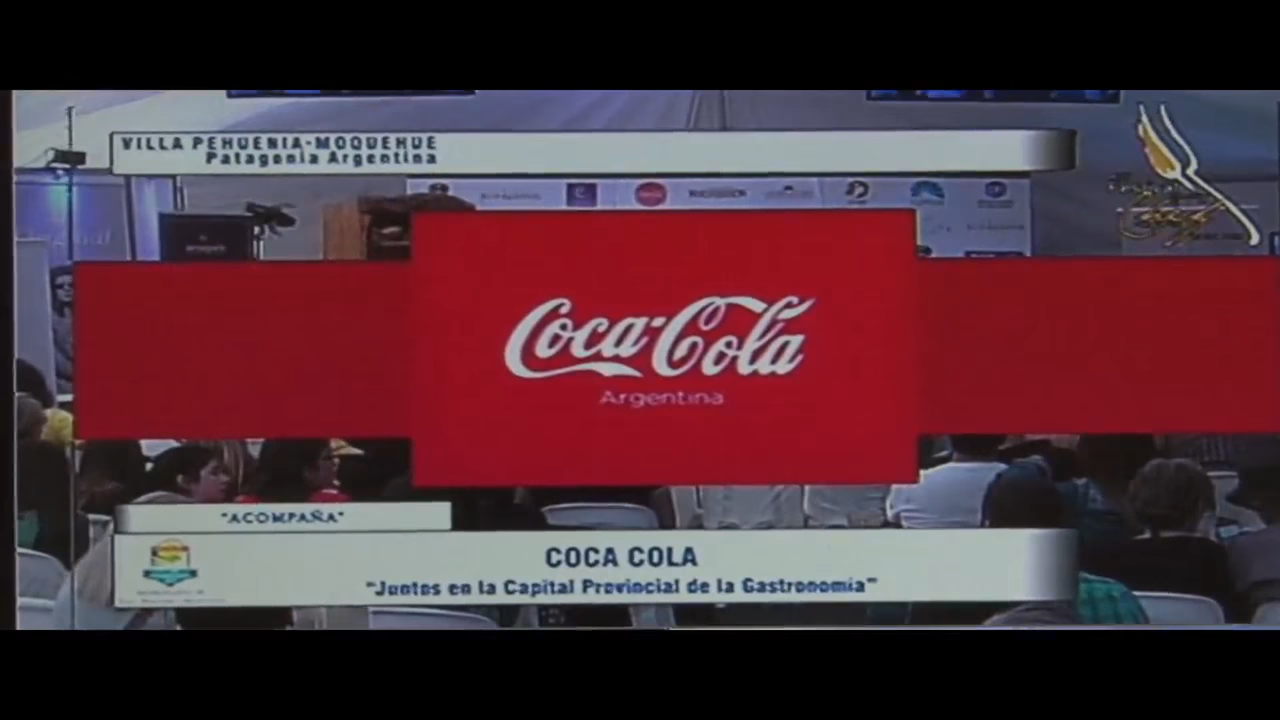 VILLA PEHUENIA-MOQUEHUE
Patagonia Argentina
Coca-Cola
Argentina
"ACOMPAÑA"
COCA COLA
"Juntos en la Capital Provincial de la Gastronomía"